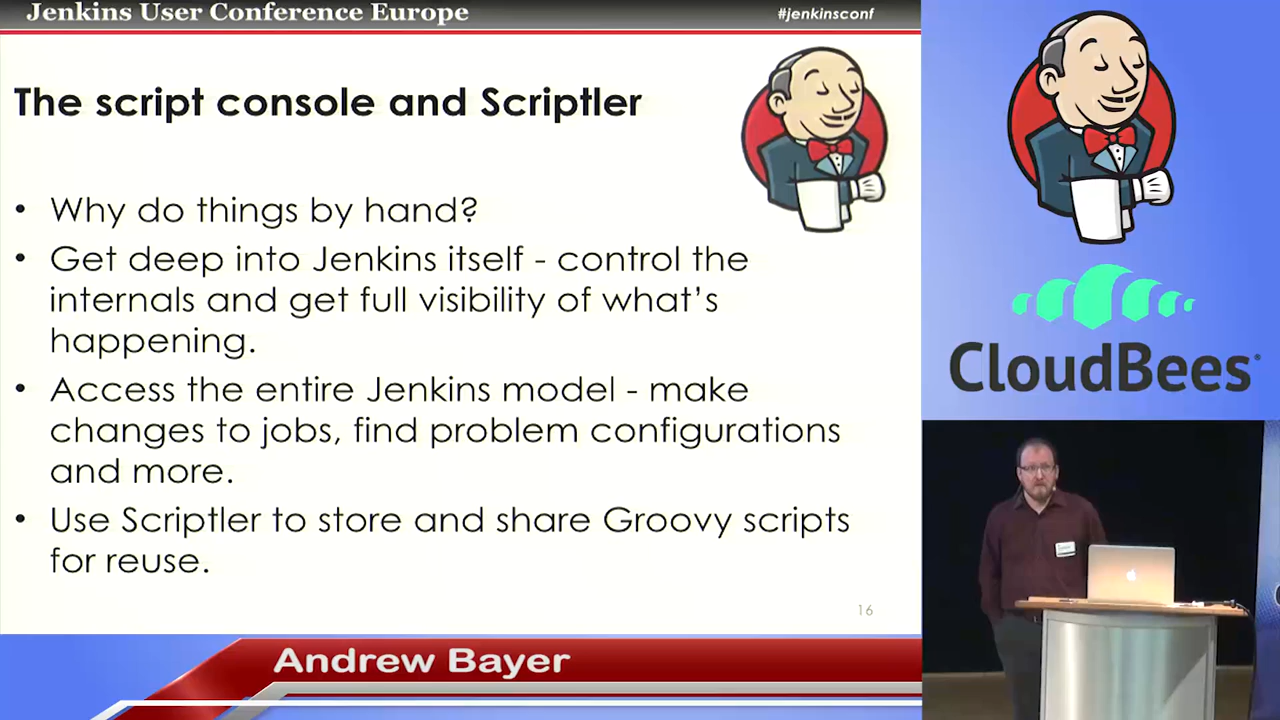 Jenkins User Conference Europe
#jenkinsconf
The script console and Scriptler
• Why do things by hand?
• Get deep into Jenkins itself - control the
internals and get full visibility of what's
happening.
• Access the entire Jenkins model - make
changes to jobs, find problem configurations
and more.
• Use Scriptler to store and share Groovy scripts
for reuse.
16
Andrew Bayer
CloudBees